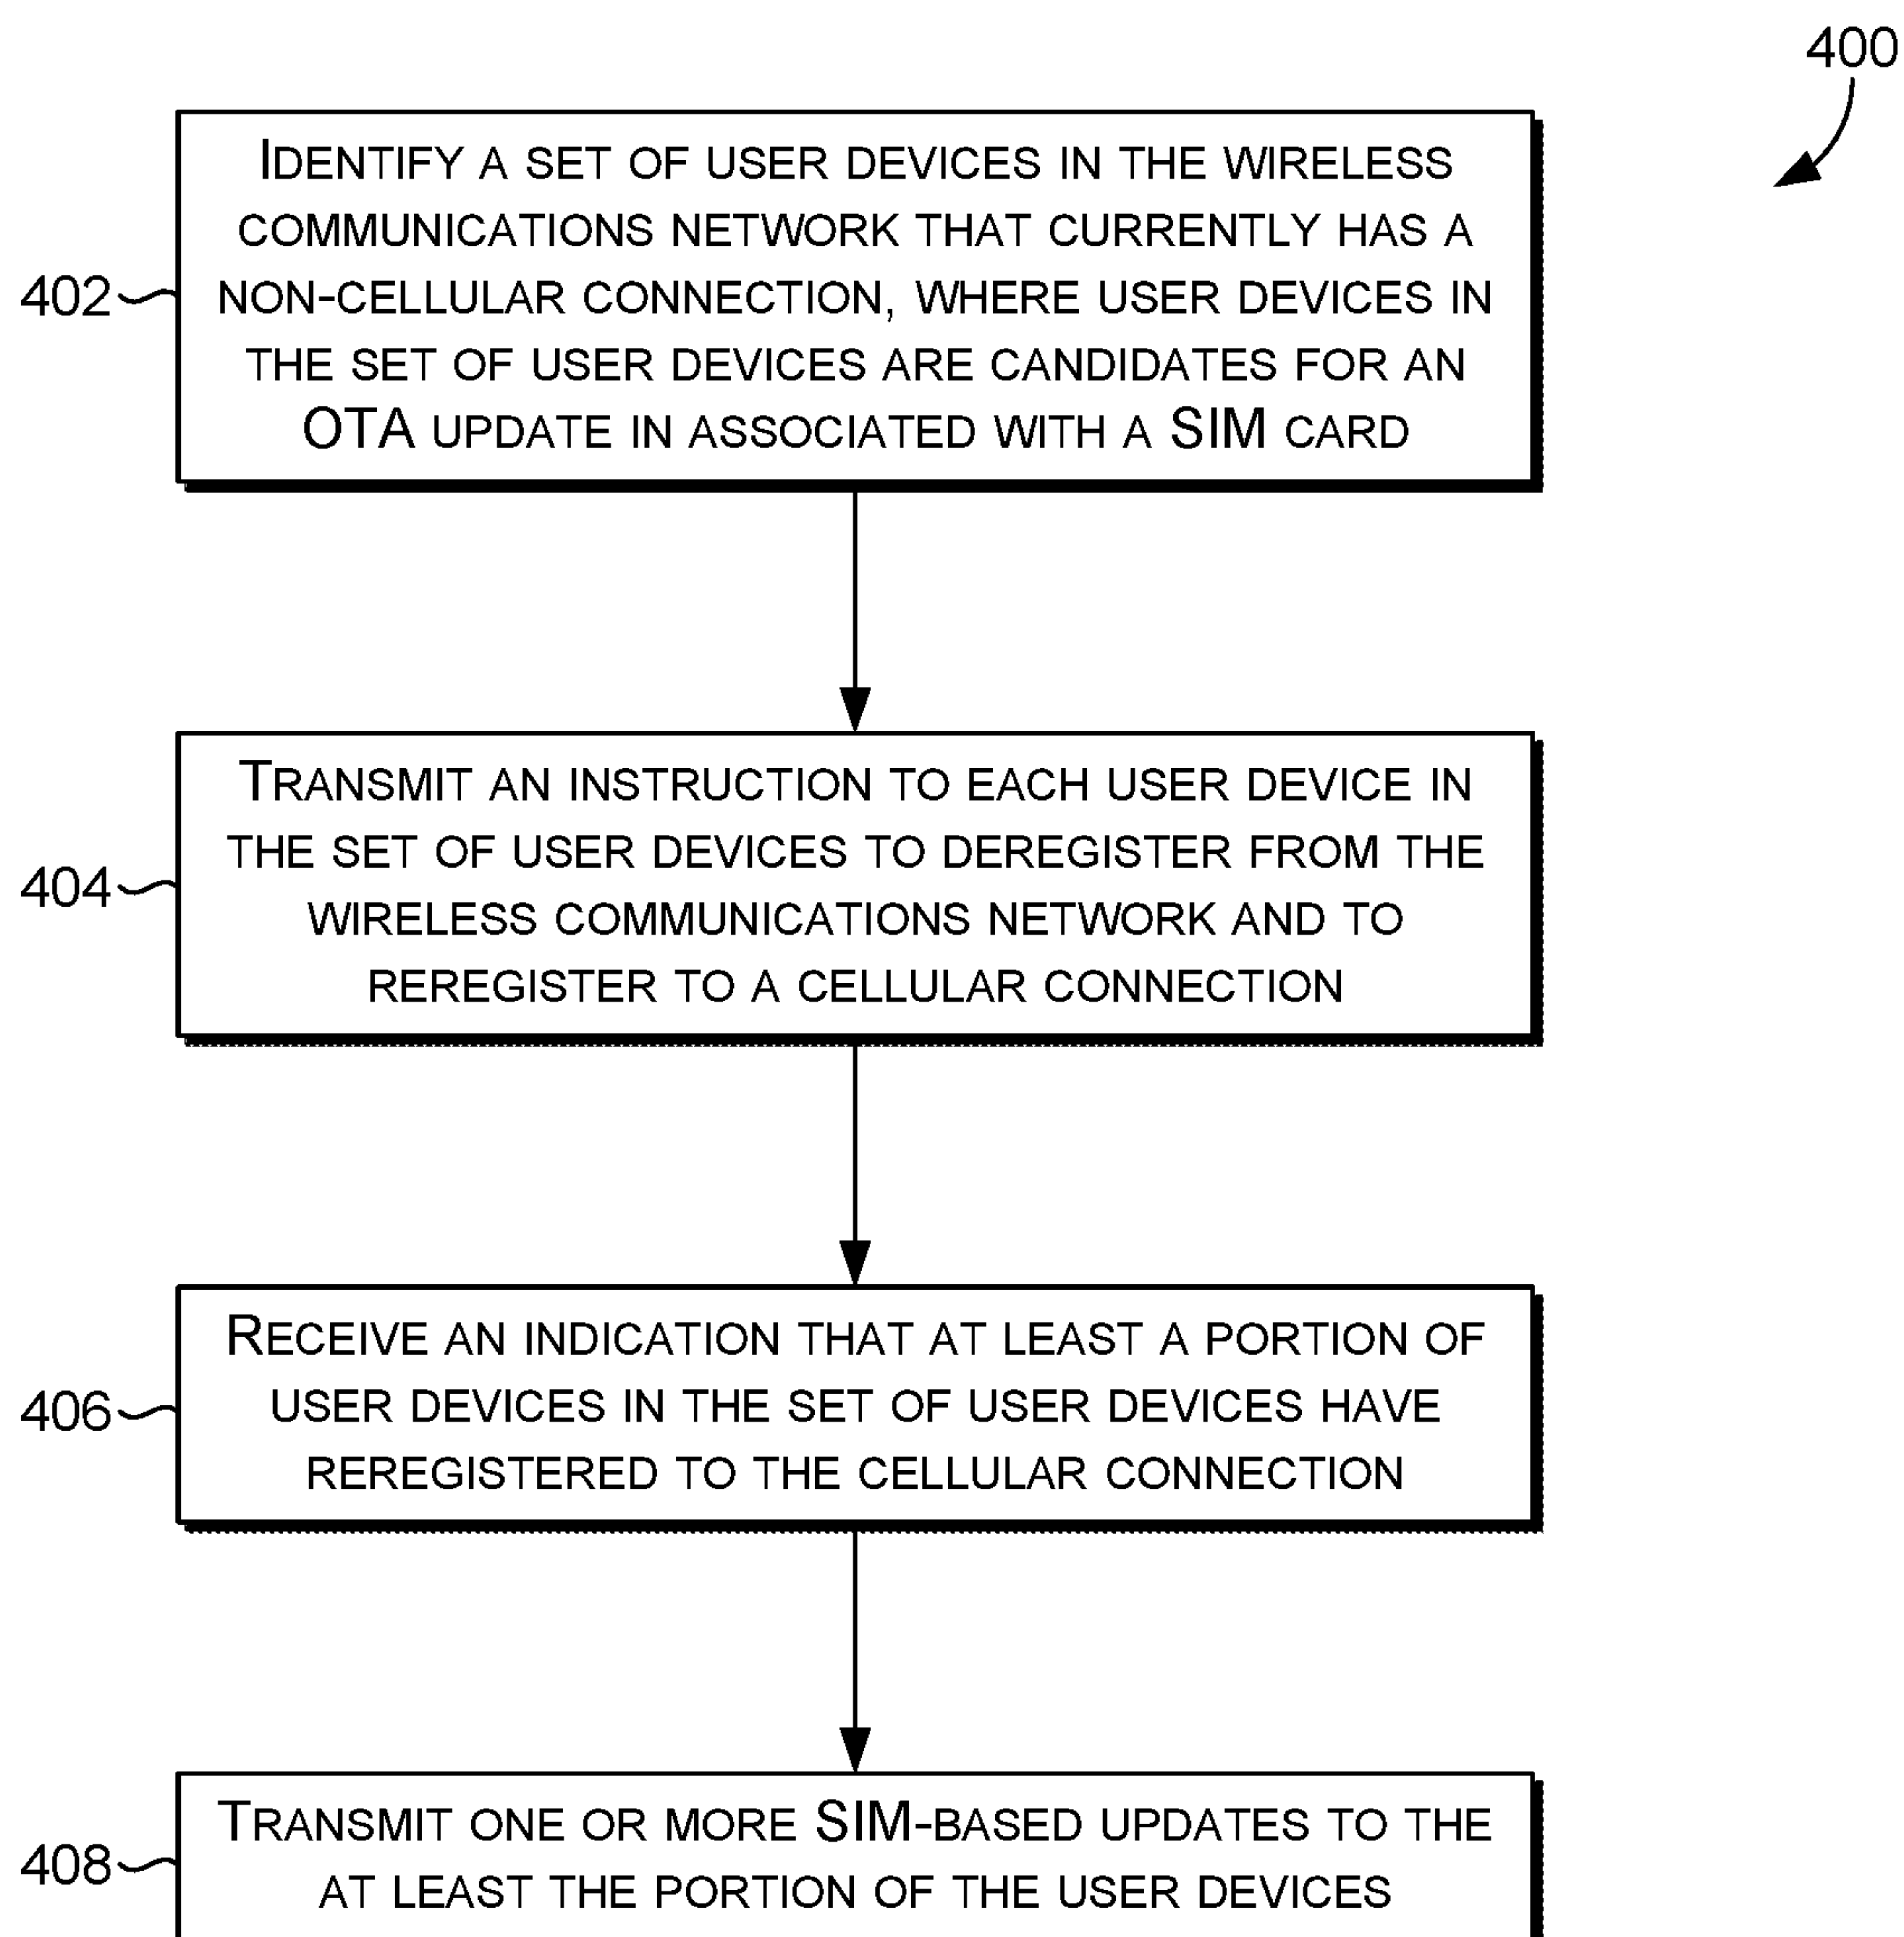 400
IDENTIFY A SET OF USER DEVICES IN THE WIRELESS
COMMUNICATIONS NETWORK THAT CURRENTLY HAS A
NON-CELLULAR CONNECTION, WHERE USER DEVICES IN
THE SET OF USER DEVICES ARE CANDIDATES FOR AN
OTA UPDATE IN ASSOCIATED WITH A SIM CARD
402
TRANSMIT AN INSTRUCTION TO EACH USER DEVICE IN
THE SET OF USER DEVICES TO DEREGISTER FROM THE
WIRELESS COMMUNICATIONS NETWORK AND TO
REREGISTER TO A CELLULAR CONNECTION
404
RECEIVE AN INDICATION THAT AT LEAST A PORTION OF
USER DEVICES IN THE SET OF USER DEVICES HAVE
REREGISTERED TO THE CELLULAR CONNECTION
406
TRANSMIT ONE OR MORE SIM-BASED UPDATES TO THE
AT LEAST THE PORTION OF THE USER DEVICES
408